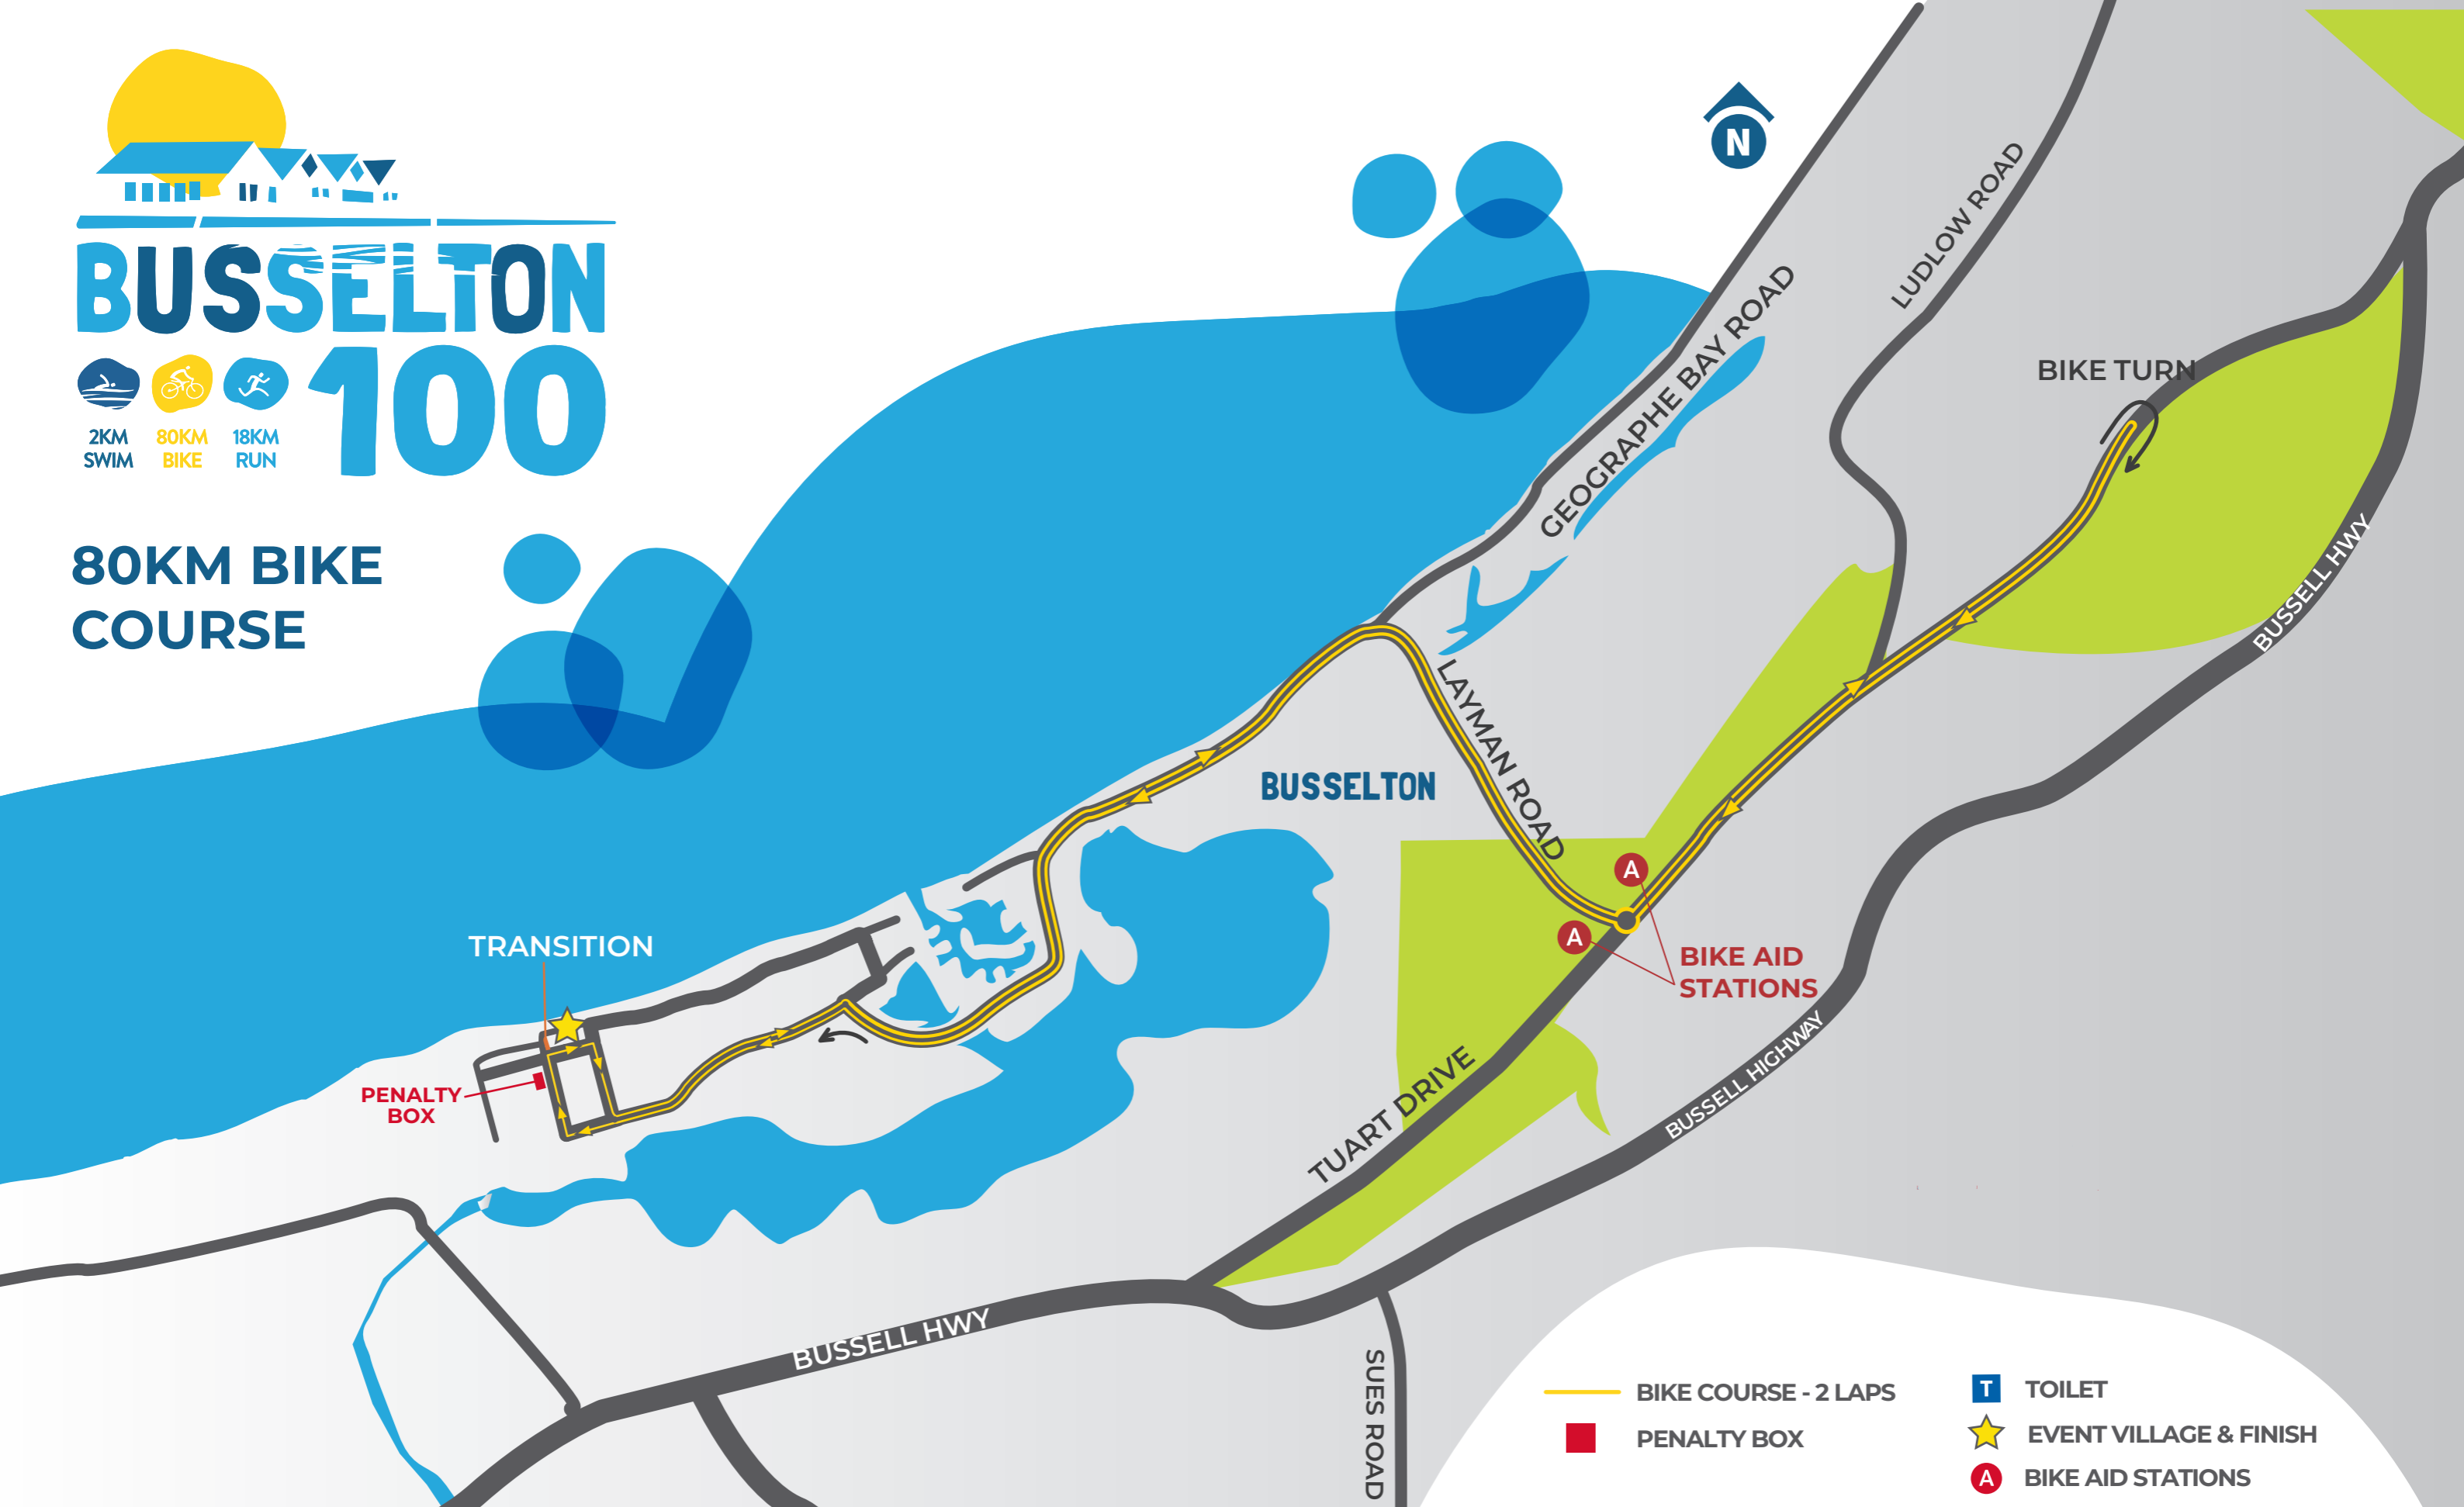 BUSSELTON
100
2KM
SWIM
80KM
BIKE
18KM
RUN
80KM BIKE
COURSE
N
GEOGRAPHE BAY ROAD
LUDLOW ROAD
BIKE TURN
BUSSELL HWY
LAYMAN ROAD
BUSSELTON
A
A
BIKE AID
STATIONS
TRANSITION
PENALTY
BOX
TUART DRIVE
BUSSELL HIGHWAY
BUSSELL HWY
SUES ROAD
BIKE COURSE - 2 LAPS
PENALTY BOX
T TOILET
EVENT VILLAGE & FINISH
A BIKE AID STATIONS